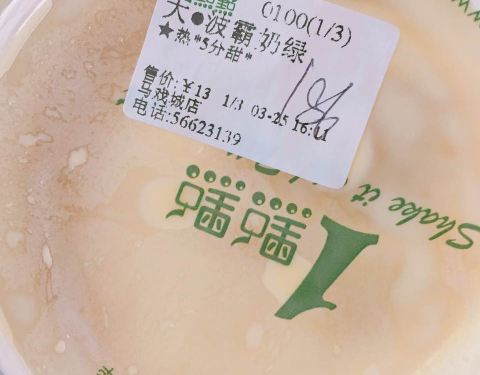 0100(1/3)
大●波霸奶绿
★热*5分甜*
售价:￥13 1/3 03-25 16:11
马戏城店
电话:56623139
1點點
Shake it